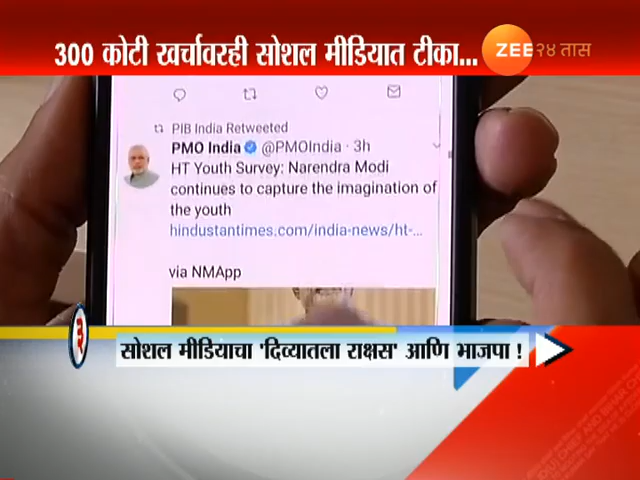 300 कोटी खर्चावरही सोशल मीडियात टीका...
ZEE २४ तास
PIB India Retweeted
PMO India @PMOIndia · 3h
HT Youth Survey: Narendra Modi
continues to capture the imagination of
the youth
hindustantimes.com/india-news/ht-...
via NMApp
३
सोशल मीडियाचा 'दिव्यातला राक्षस' आणि भाजपा !